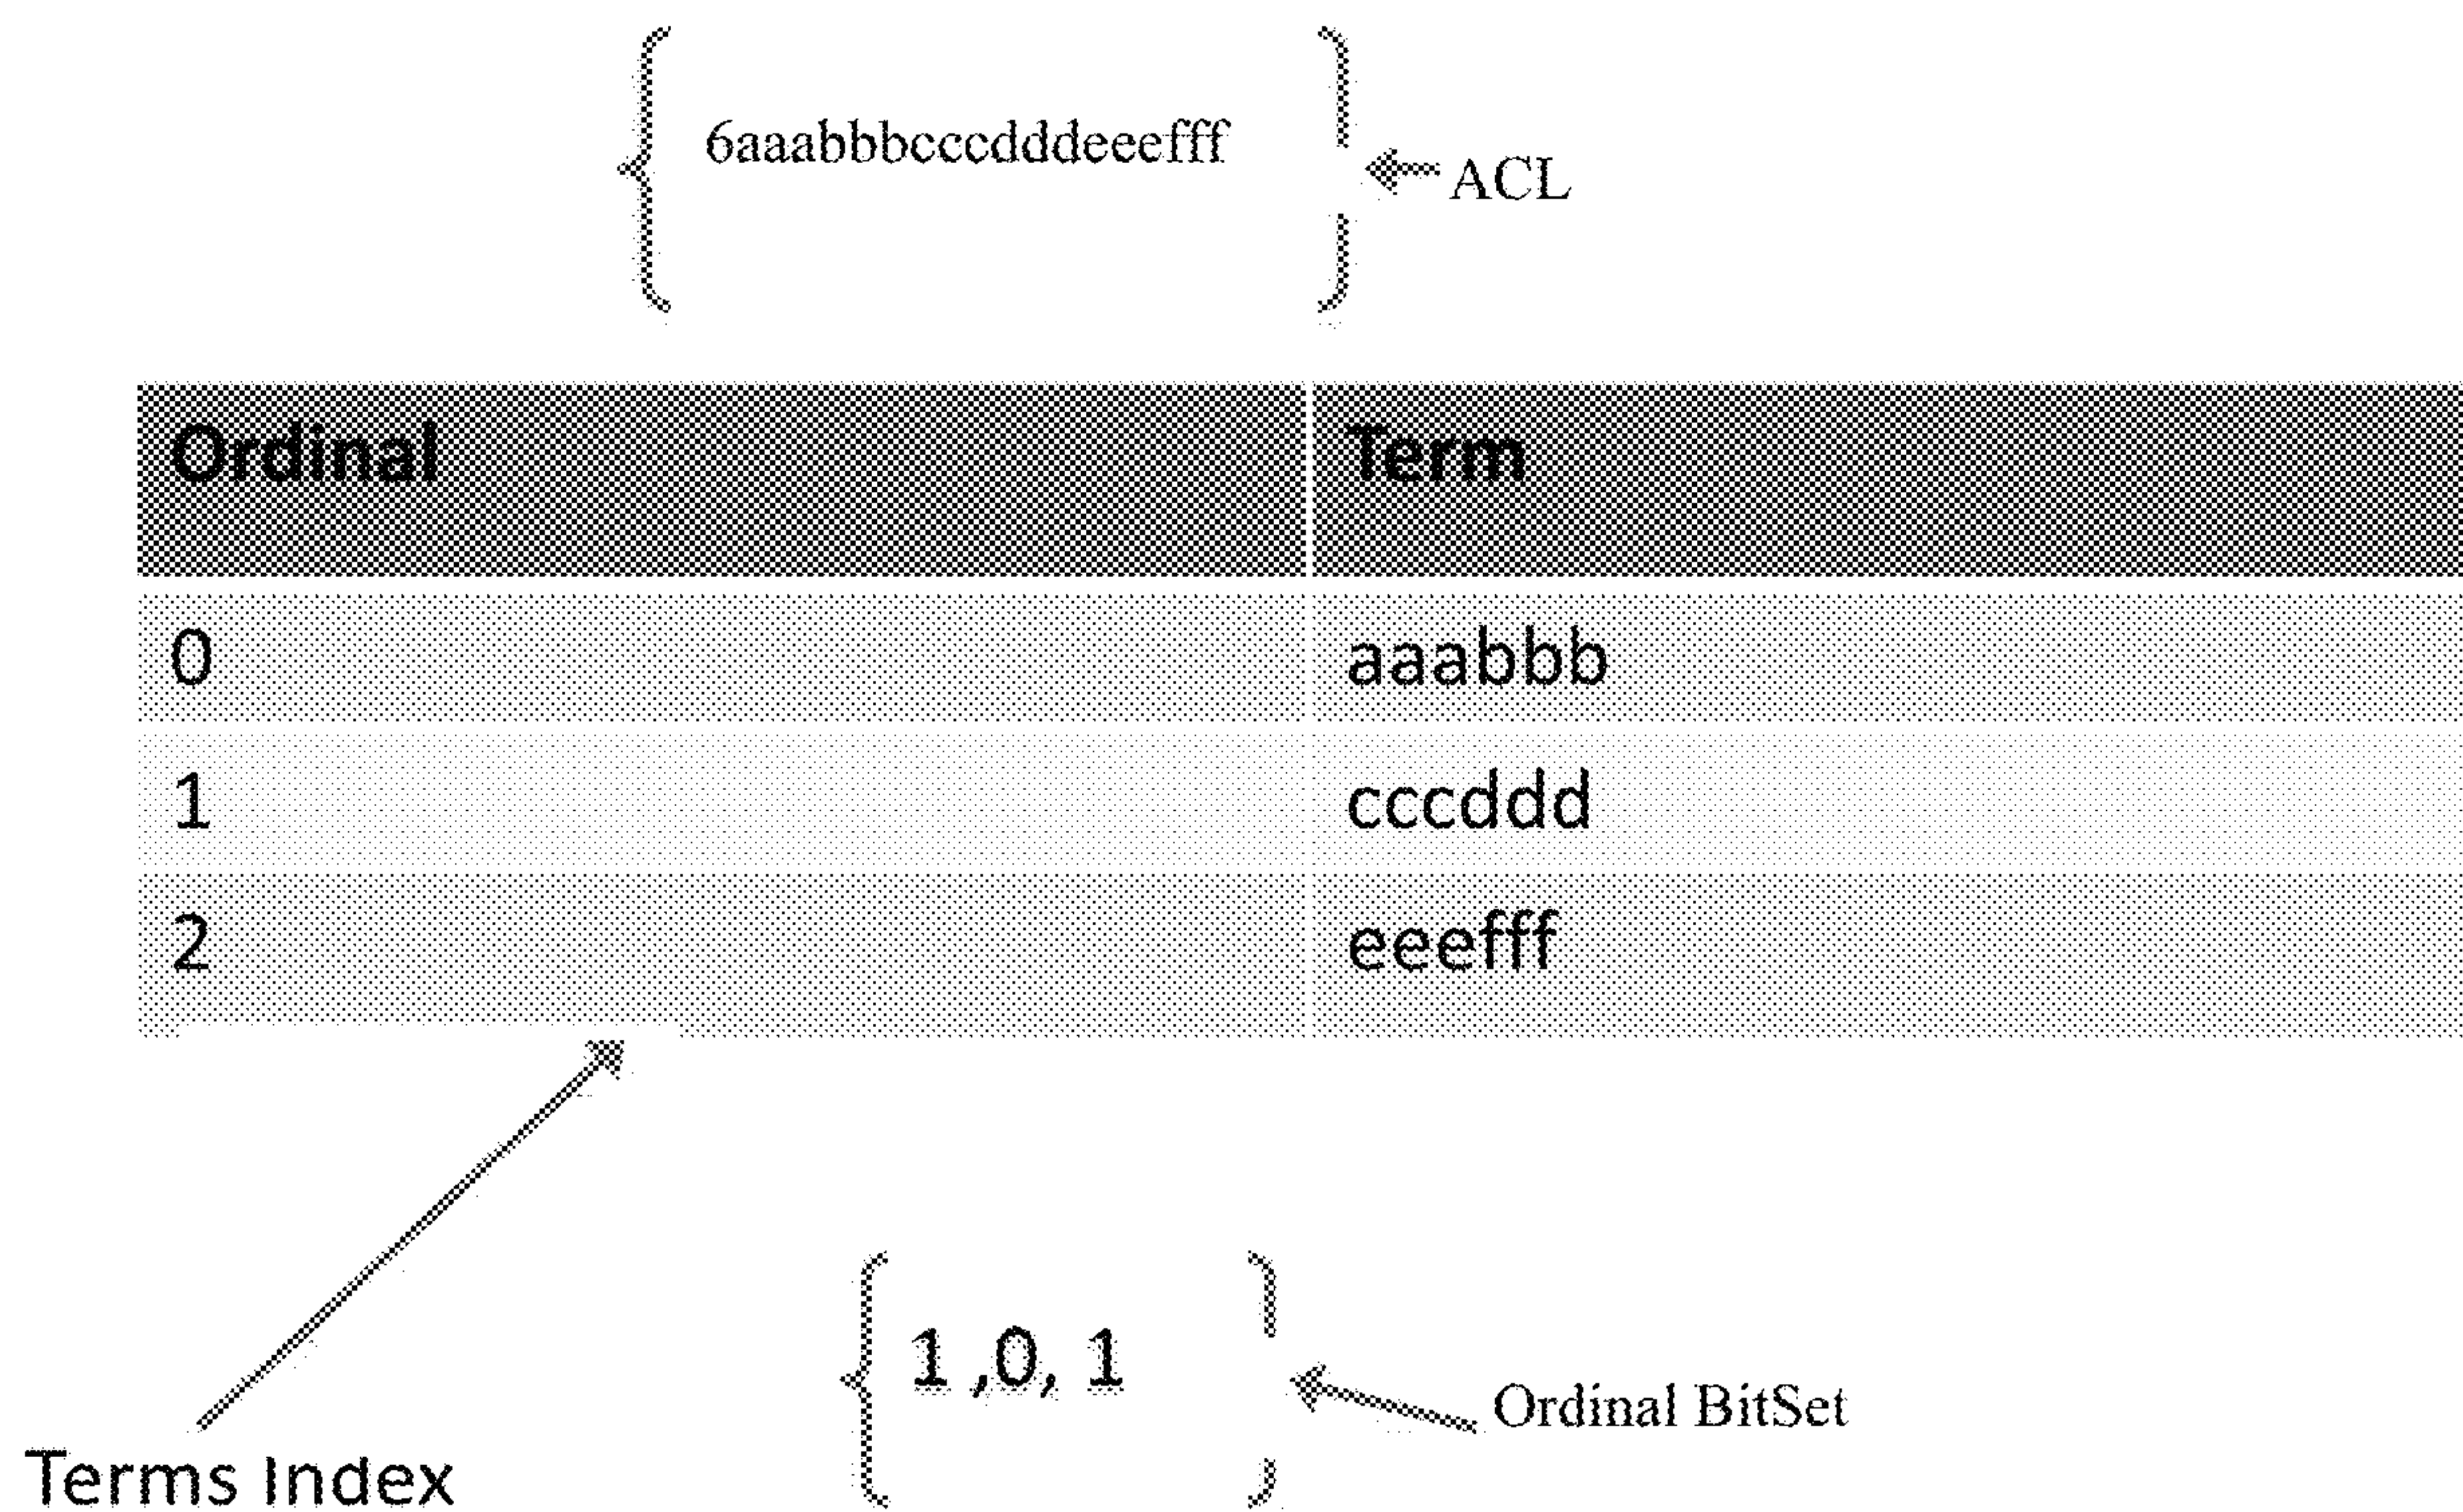 6aaabbbcccdddeeefff
ACL
Ordinal Term
0 aaabbb
1 cccddd
2 eeefff
1 ,0, 1
Ordinal BitSet
Terms Index